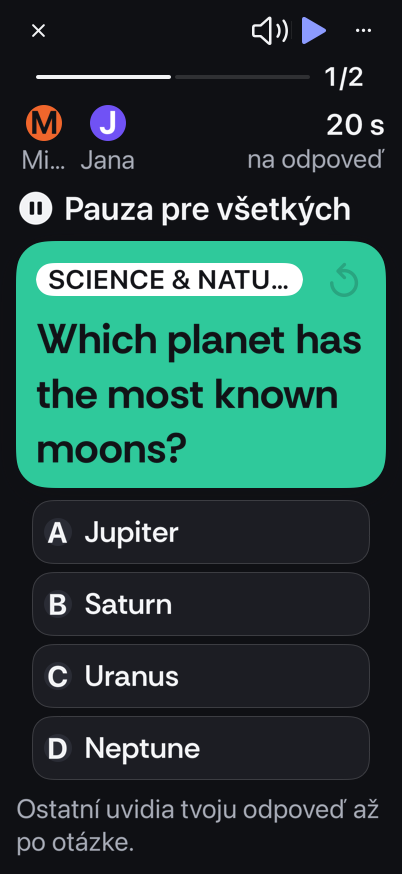 1/2
M J 20 s
Mi... Jana na odpoveď
Pauza pre všetkých
SCIENCE & NATU...
Which planet has
the most known
moons?
A Jupiter
B Saturn
C Uranus
D Neptune
Ostatní uvidia tvoju odpoveď až
po otázke.